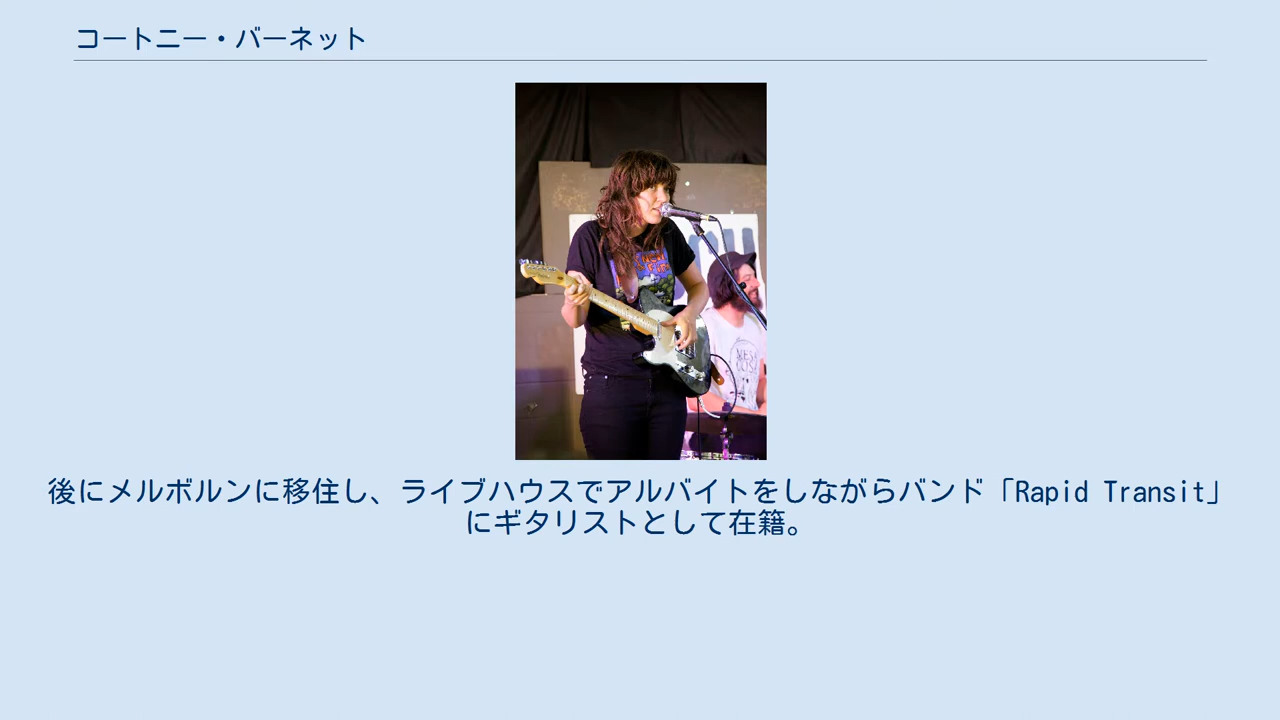 コートニー・バーネット
後にメルボルンに移住し、ライブハウスでアルバイトをしながらバンド「Rapid Transit」
にギタリストとして在籍。